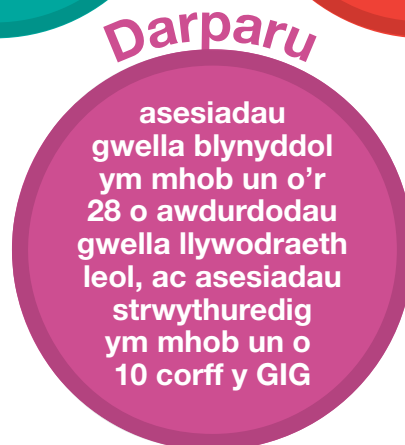 Darparu
asesiadau
gwella blynyddol
ym mhob un o’r
28 o awdurdodau
gwella llywodraeth
leol, ac asesiadau
strwythuredig
ym mhob un o
10 corff y GIG